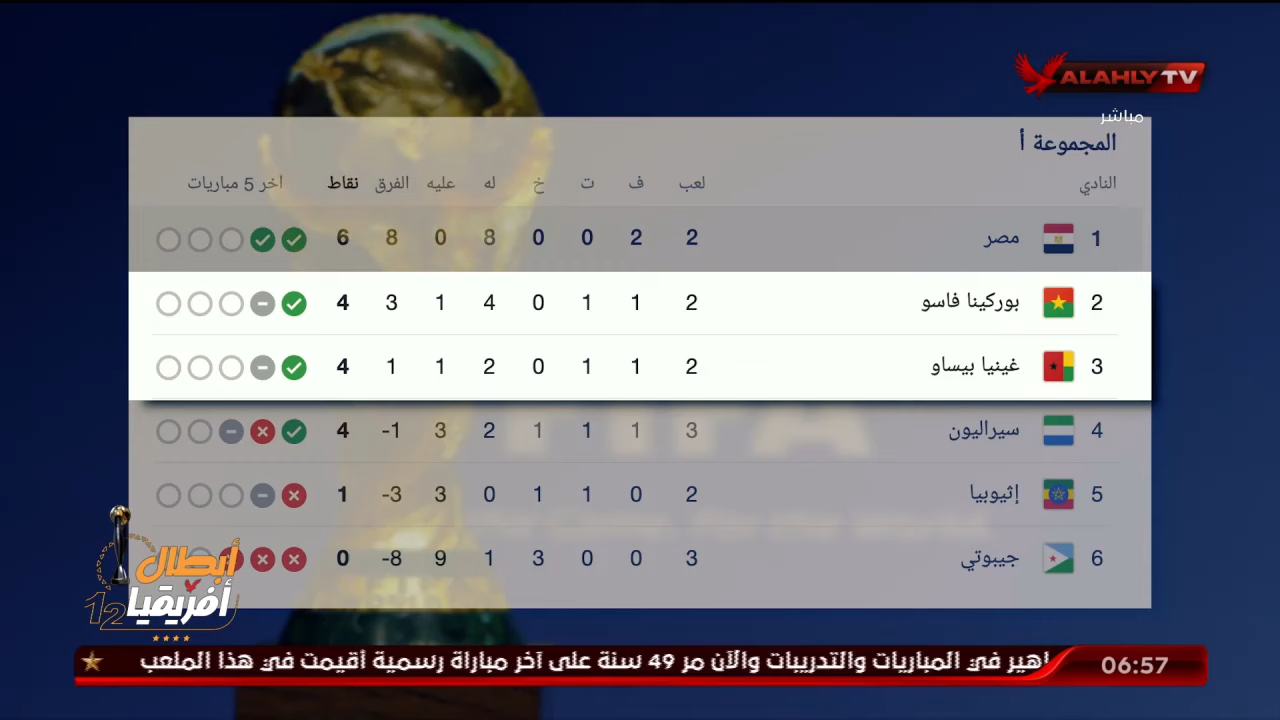 ALAHLY TV
مباشر
المجموعة أ
النادي لعب ف ت خ له عليه الفرق نقاط آخر 5 مباريات
1 مصر 2 2 0 0 8 0 8 6
2 بوركينا فاسو 2 1 1 0 4 1 3 4
3 غينيا بيساو 2 1 1 0 2 1 1 4
4 سيراليون 3 1 1 1 2 3 -1 4
5 إثيوبيا 2 0 1 1 0 3 -3 1
6 جيبوتي 3 0 0 3 1 9 -8 0
FIFA
أبطال
أفريقيا
12
اهير في المباريات والتدريبات والآن مر 49 سنة على آخر مباراة رسمية أقيمت في هذا الملعب
06:57